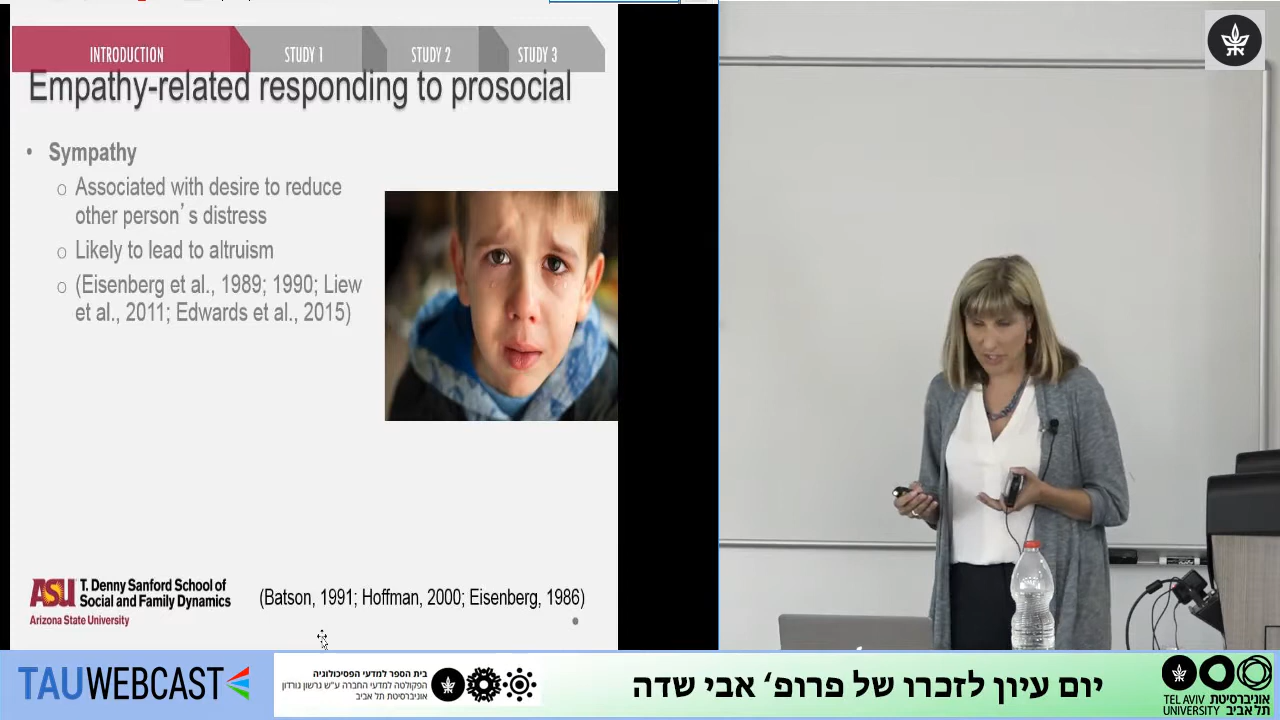 INTRODUCTION
STUDY 1
STUDY 2
STUDY 3
Empathy-related responding to prosocial
• Sympathy
o Associated with desire to reduce
other person's distress
o Likely to lead to altruism
o (Eisenberg et al., 1989; 1990; Liew
et al., 2011; Edwards et al., 2015)
ASU T. Denny Sanford School of
Social and Family Dynamics
Arizona State University
(Batson, 1991; Hoffman, 2000; Eisenberg, 1986)
TAUWEBCAST
בית הספר למדעי הפסיכולוגיה
הפקולטה למדעי החברה ע"ש גרשון גורדון
אוניברסיטת תל אביב
יום עיון לזכרו של פרופ' אבי שדה
TEL AVIV אוניברסיטת
UNIVERSITY תל אביב